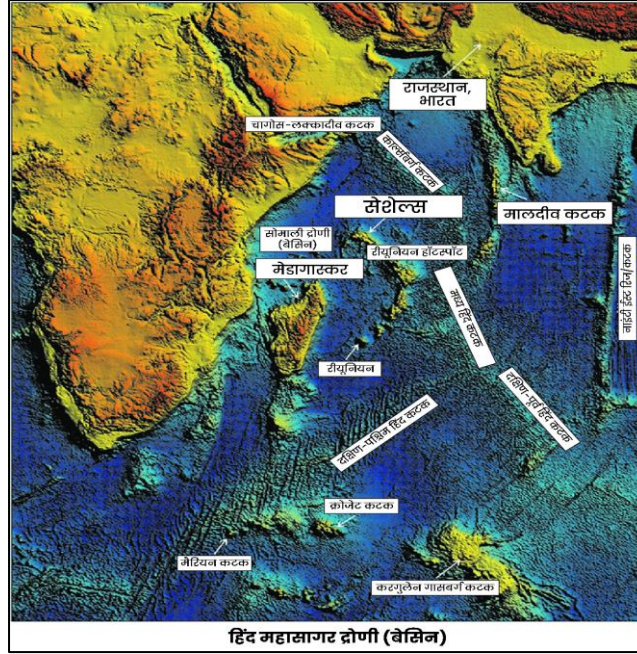 राजस्थान,
भारत
चागोस-लक्कादीव कटक
कार्ल्सबर्ग कटक
सेशेल्स
मालदीव कटक
सोमाली द्रोणी
(बेसिन)
रीयूनियन हॉटस्पॉट
मेडागास्कर
नाइंटी ईस्ट रिज/कटक
मध्य हिंद कटक
रीयूनियन
दक्षिण-पूर्व हिंद कटक
दक्षिण-पश्चिम हिंद कटक
क्रोजेट कटक
मैरियन कटक
करगुलेन गासबर्ग कटक
हिंद महासागर द्रोणी (बेसिन)